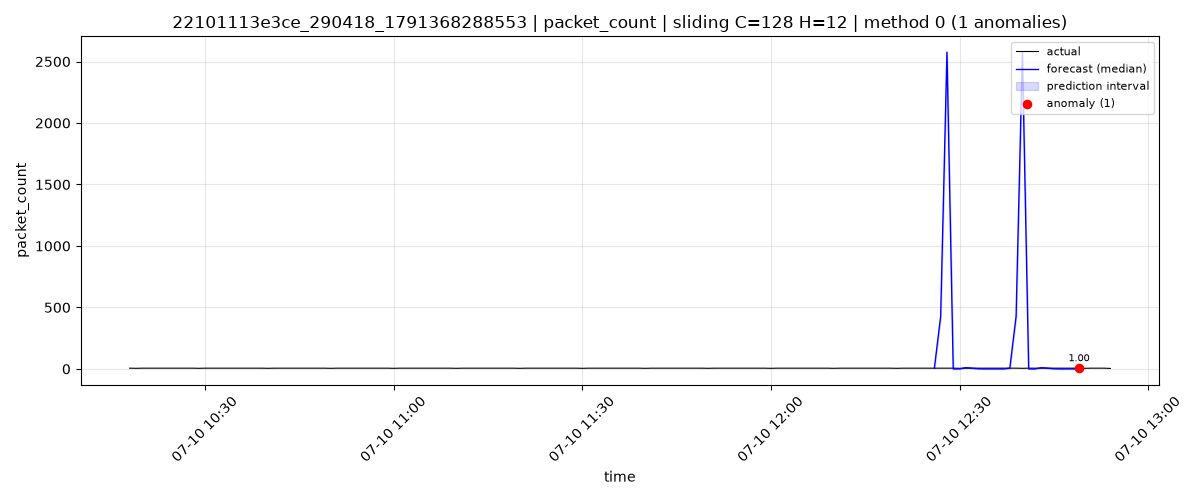 22101113e3ce_290418_1791368288553 | packet_count | sliding C=128 H=12 | method 0 (1 anomalies)
packet_count
2500
2000
1500
1000
500
0
actual
forecast (median)
prediction interval
anomaly (1)
1.00
07-10 10:30
07-10 11:00
07-10 11:30
07-10 12:00
07-10 12:30
07-10 13:00
time